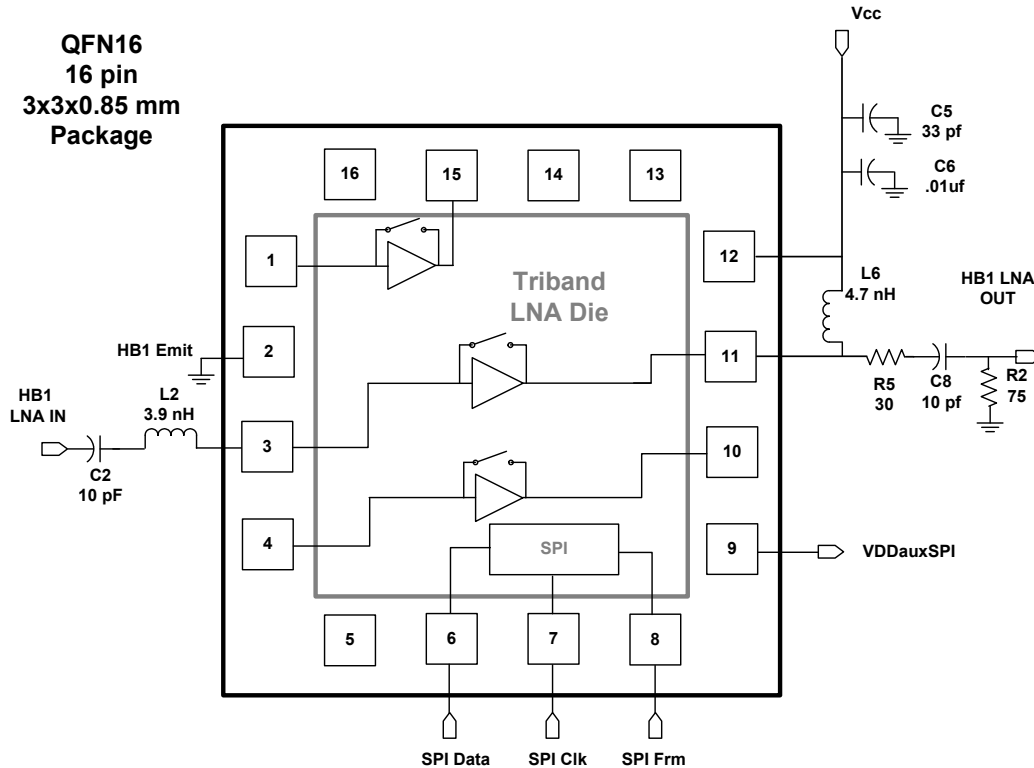 QFN16
16 pin
3x3x0.85 mm
Package
Vcc
C5
33 pf
C6
.01uf
16
15
14
13
1
12
Triband
LNA Die
L6
4.7 nH
HB1 LNA
OUT
HB1 Emit
2
11
R5
30
C8
10 pf
R2
75
HB1
LNA IN
L2
3.9 nH
C2
10 pF
3
10
4
SPI
9
VDDauxSPI
5
6
7
8
SPI Data
SPI Clk
SPI Frm